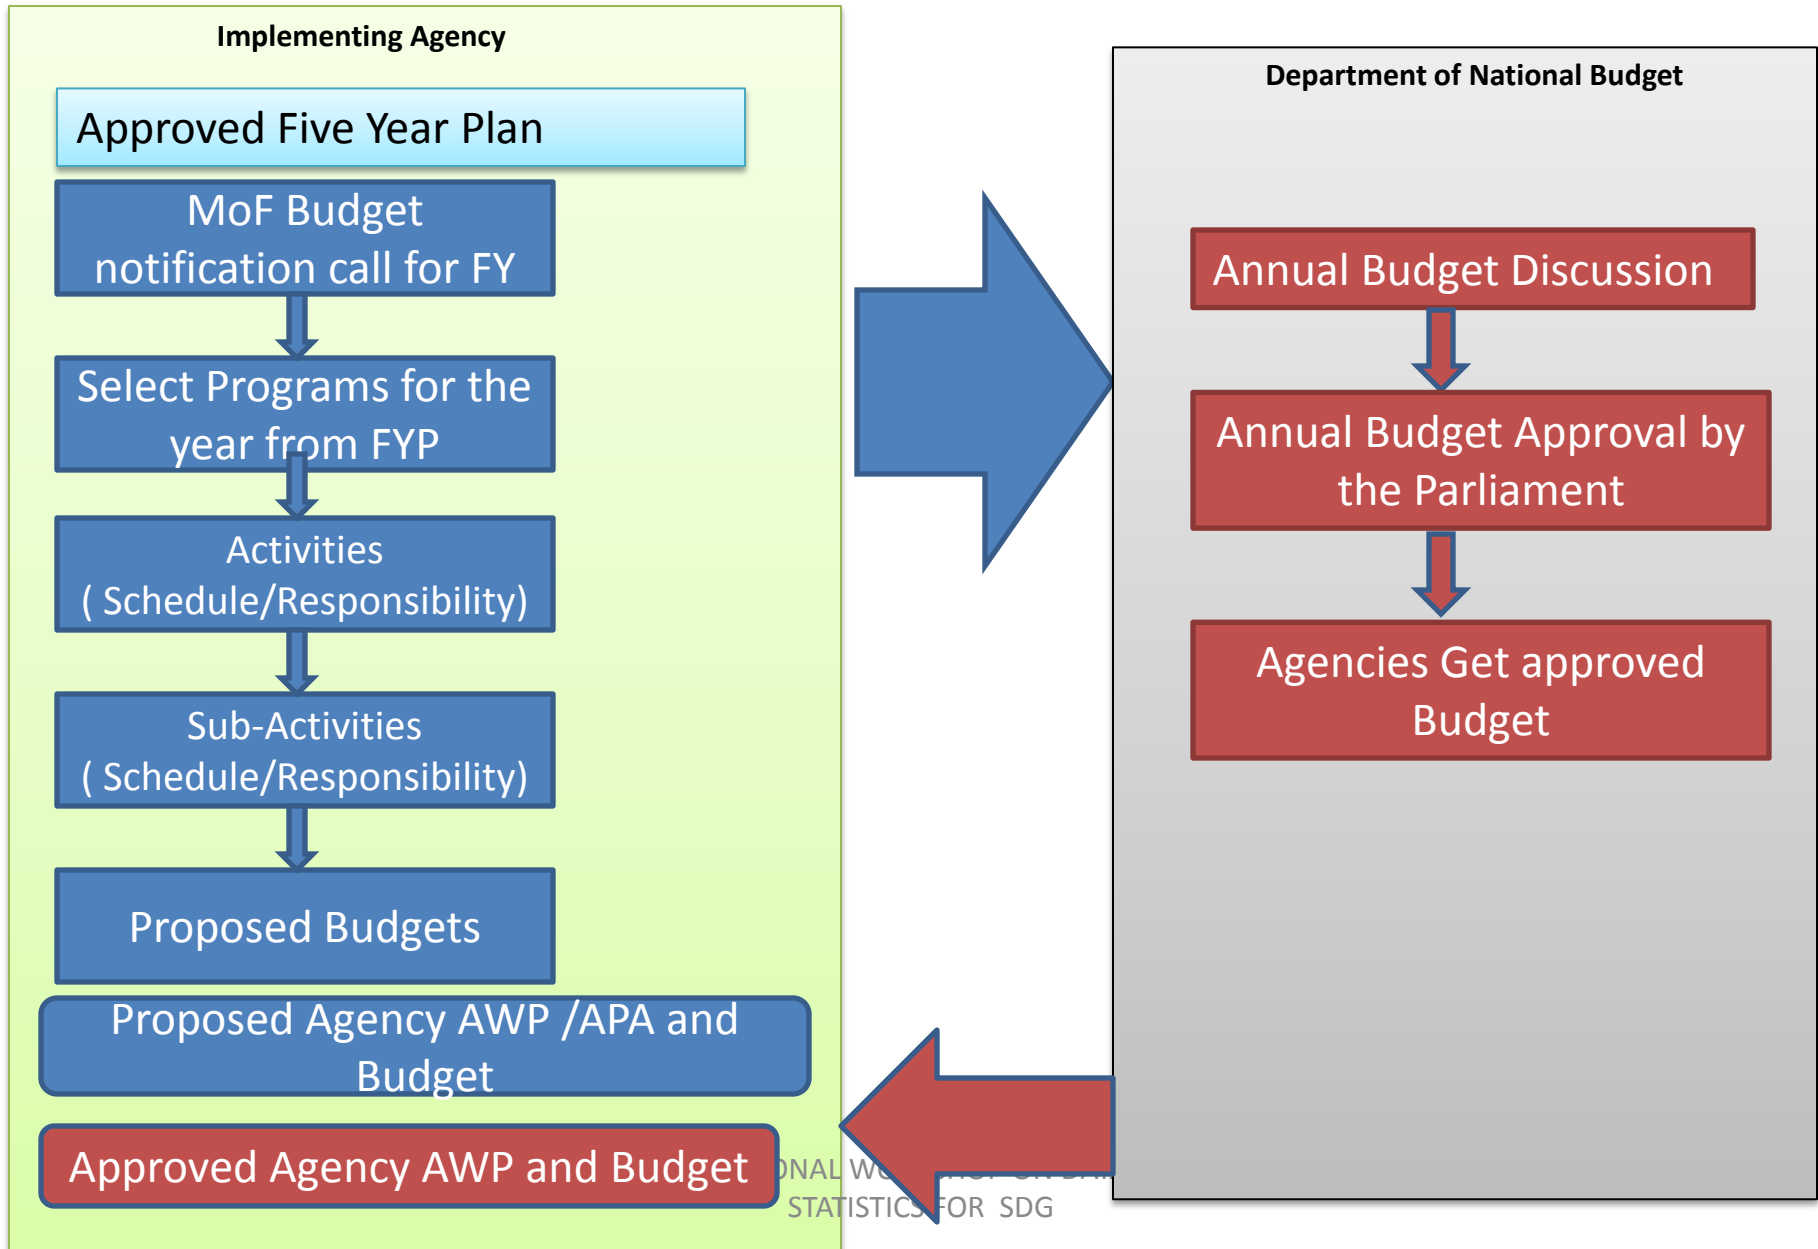 Implementing Agency
Approved Five Year Plan
MoF Budget
notification call for FY
Select Programs for the
year from FYP
Activities
( Schedule/Responsibility)
Sub-Activities
( Schedule/Responsibility)
Proposed Budgets
Proposed Agency AWP /APA and
Budget
Approved Agency AWP and Budget
Department of National Budget
Annual Budget Discussion
Annual Budget Approval by
the Parliament
Agencies Get approved
Budget
ON
STATISTICS FOR SDG